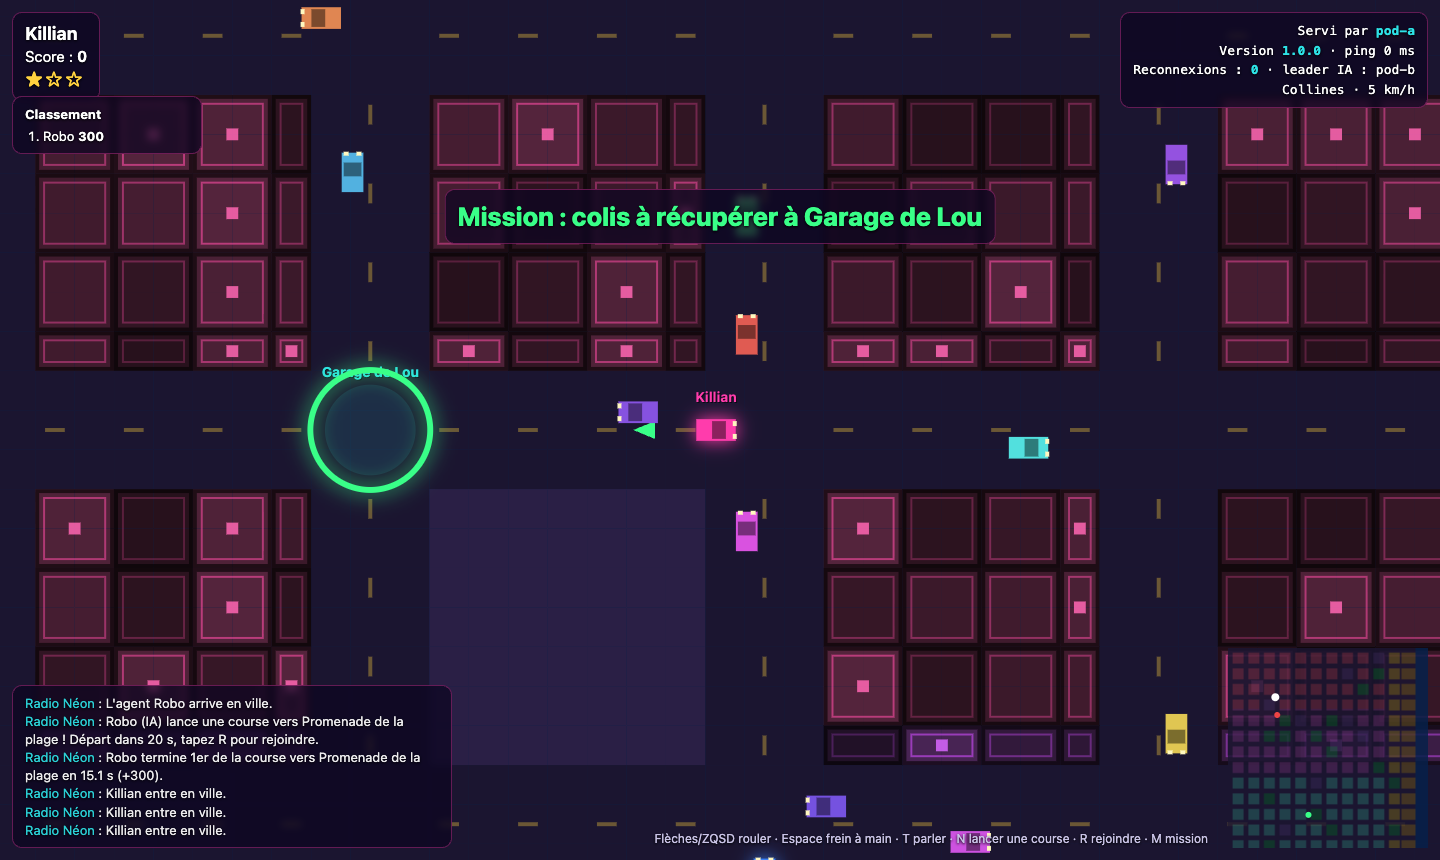 Killian
Score : 0
Classement
1. Robo 300
Servi par pod-a
Version 1.0.0 · ping 0 ms
Reconnexions : 0 · leader IA : pod-b
Collines · 5 km/h
Mission : colis à récupérer à Garage de Lou
Garage de Lou
Killian
Radio Néon : L'agent Robo arrive en ville.
Radio Néon : Robo (IA) lance une course vers Promenade de la
plage ! Départ dans 20 s, tapez R pour rejoindre.
Radio Néon : Robo termine 1er de la course vers Promenade de la
plage en 15.1 s (+300).
Radio Néon : Killian entre en ville.
Radio Néon : Killian entre en ville.
Radio Néon : Killian entre en ville.
Flèches/ZQSD rouler · Espace frein à main · T parler · N lancer une course · R rejoindre · M mission